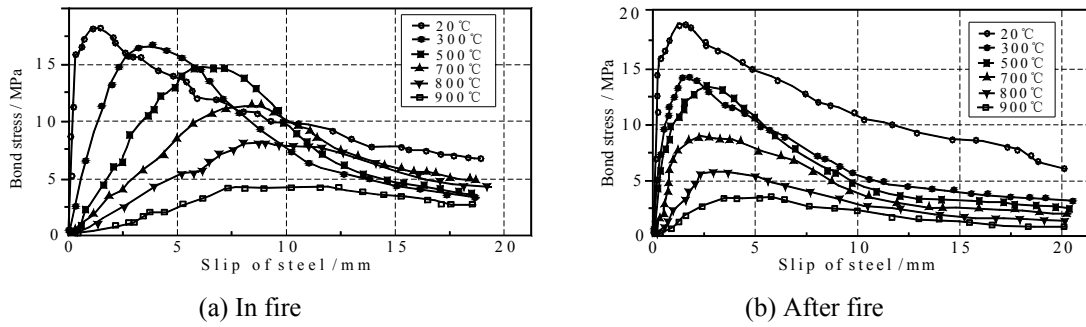 20℃
300℃
500℃
700℃
800℃
900℃
15
10
5
0
Bond stress / MPa
0 5 10 15 20
Slip of steel /mm
(a) In fire
20℃
300℃
500℃
700℃
800℃
900℃
20
15
10
5
0
Bond stress / MPa
0 5 10 15 20
Slip of steel /mm
(b) After fire